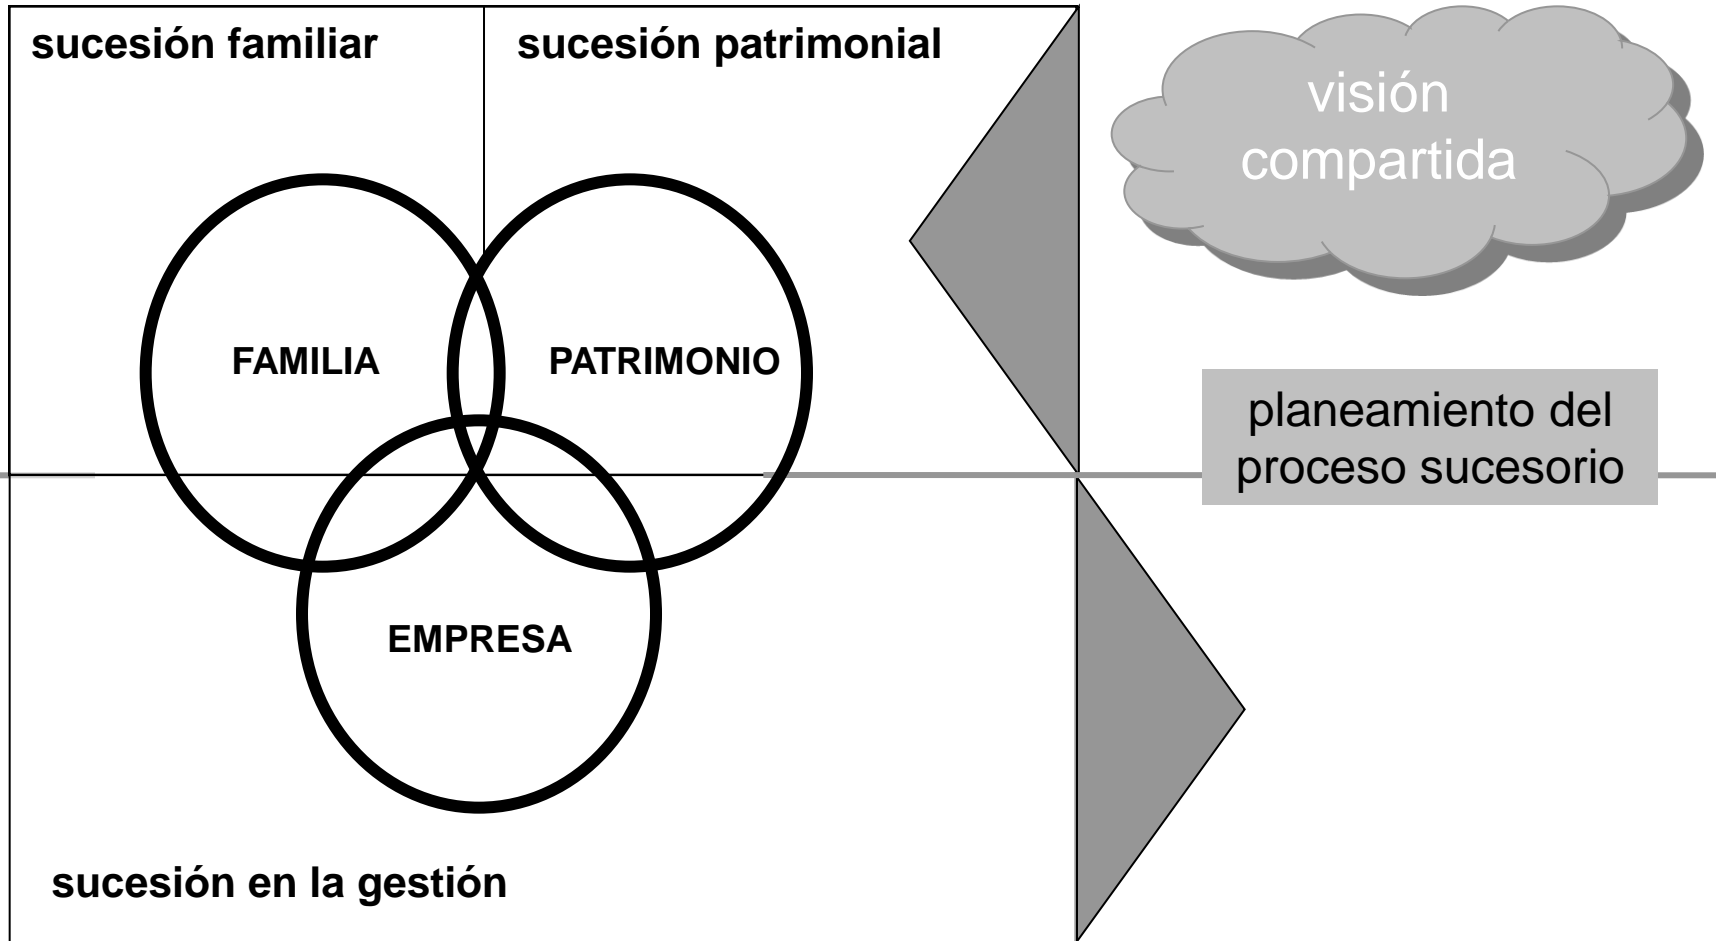 sucesión familiar
sucesión patrimonial
visión
compartida
FAMILIA
PATRIMONIO
planeamiento del
proceso sucesorio
EMPRESA
sucesión en la gestión